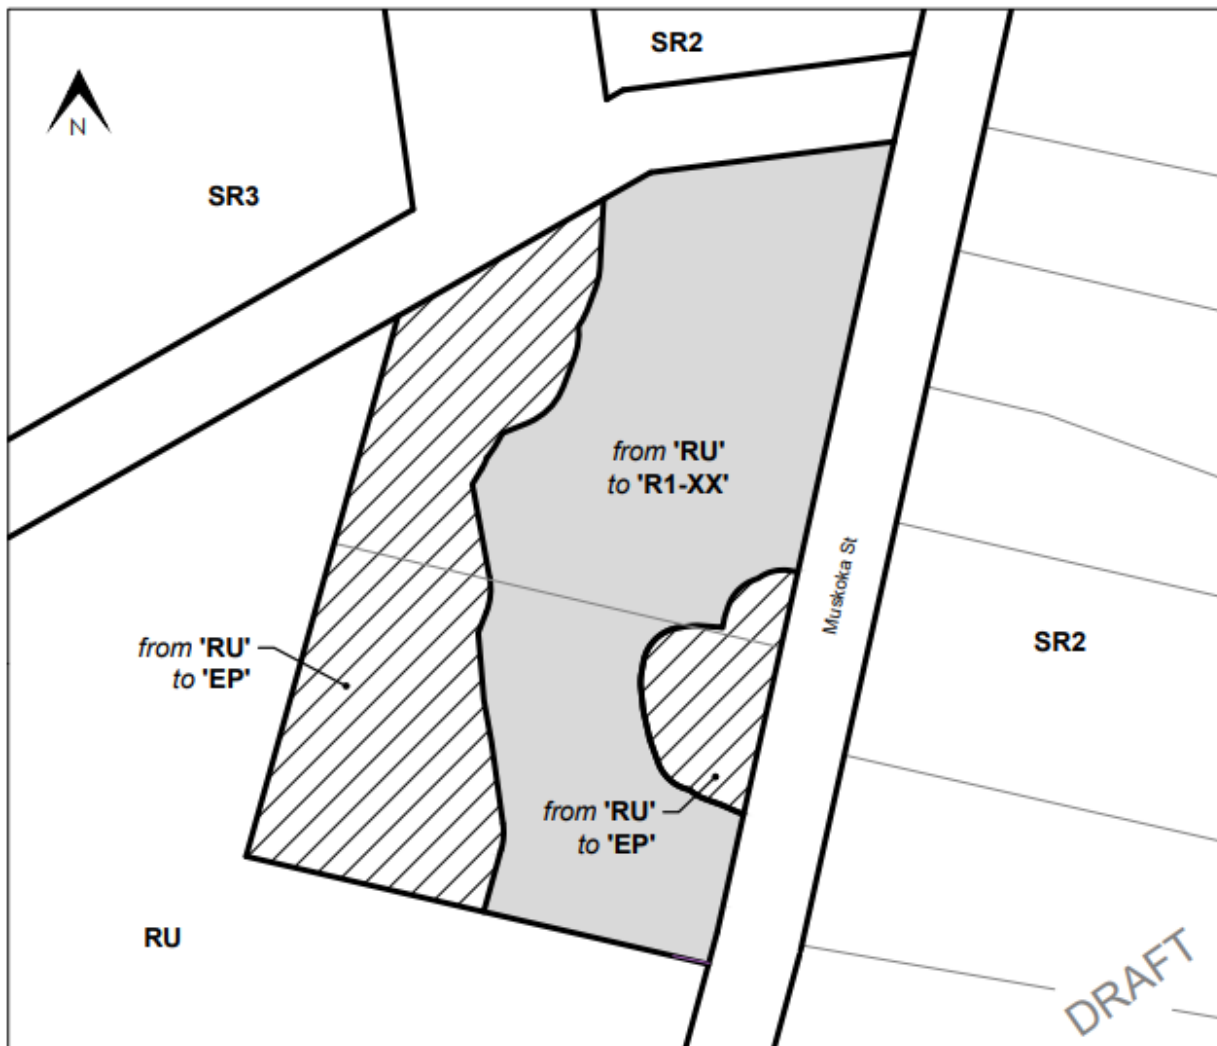 SR2
N
SR3
from 'RU'
to 'R1-XX'
Muskoka St
from 'RU'
to 'EP'
SR2
from 'RU'
to 'EP'
RU
DRAFT